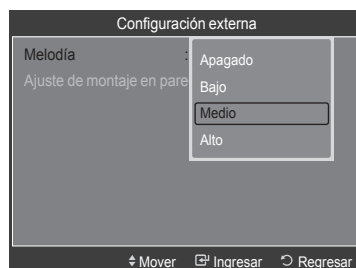 Configuración externa
Melodía :
Apagado
Ajuste de montaje en pare
Bajo
Medio
Alto
Mover Ingresar Regresar